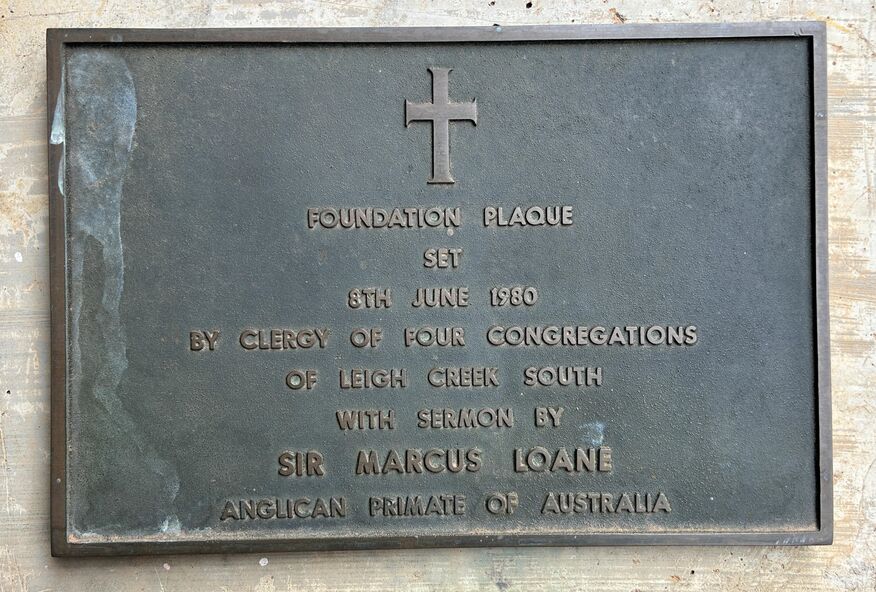 FOUNDATION PLAQUE
SET
8TH JUNE 1980
BY CLERGY OF FOUR CONGREGATIONS
OF LEIGH CREEK SOUTH
WITH SERMON BY
SIR MARCUS LOANE
ANGLICAN PRIMATE OF AUSTRALIA